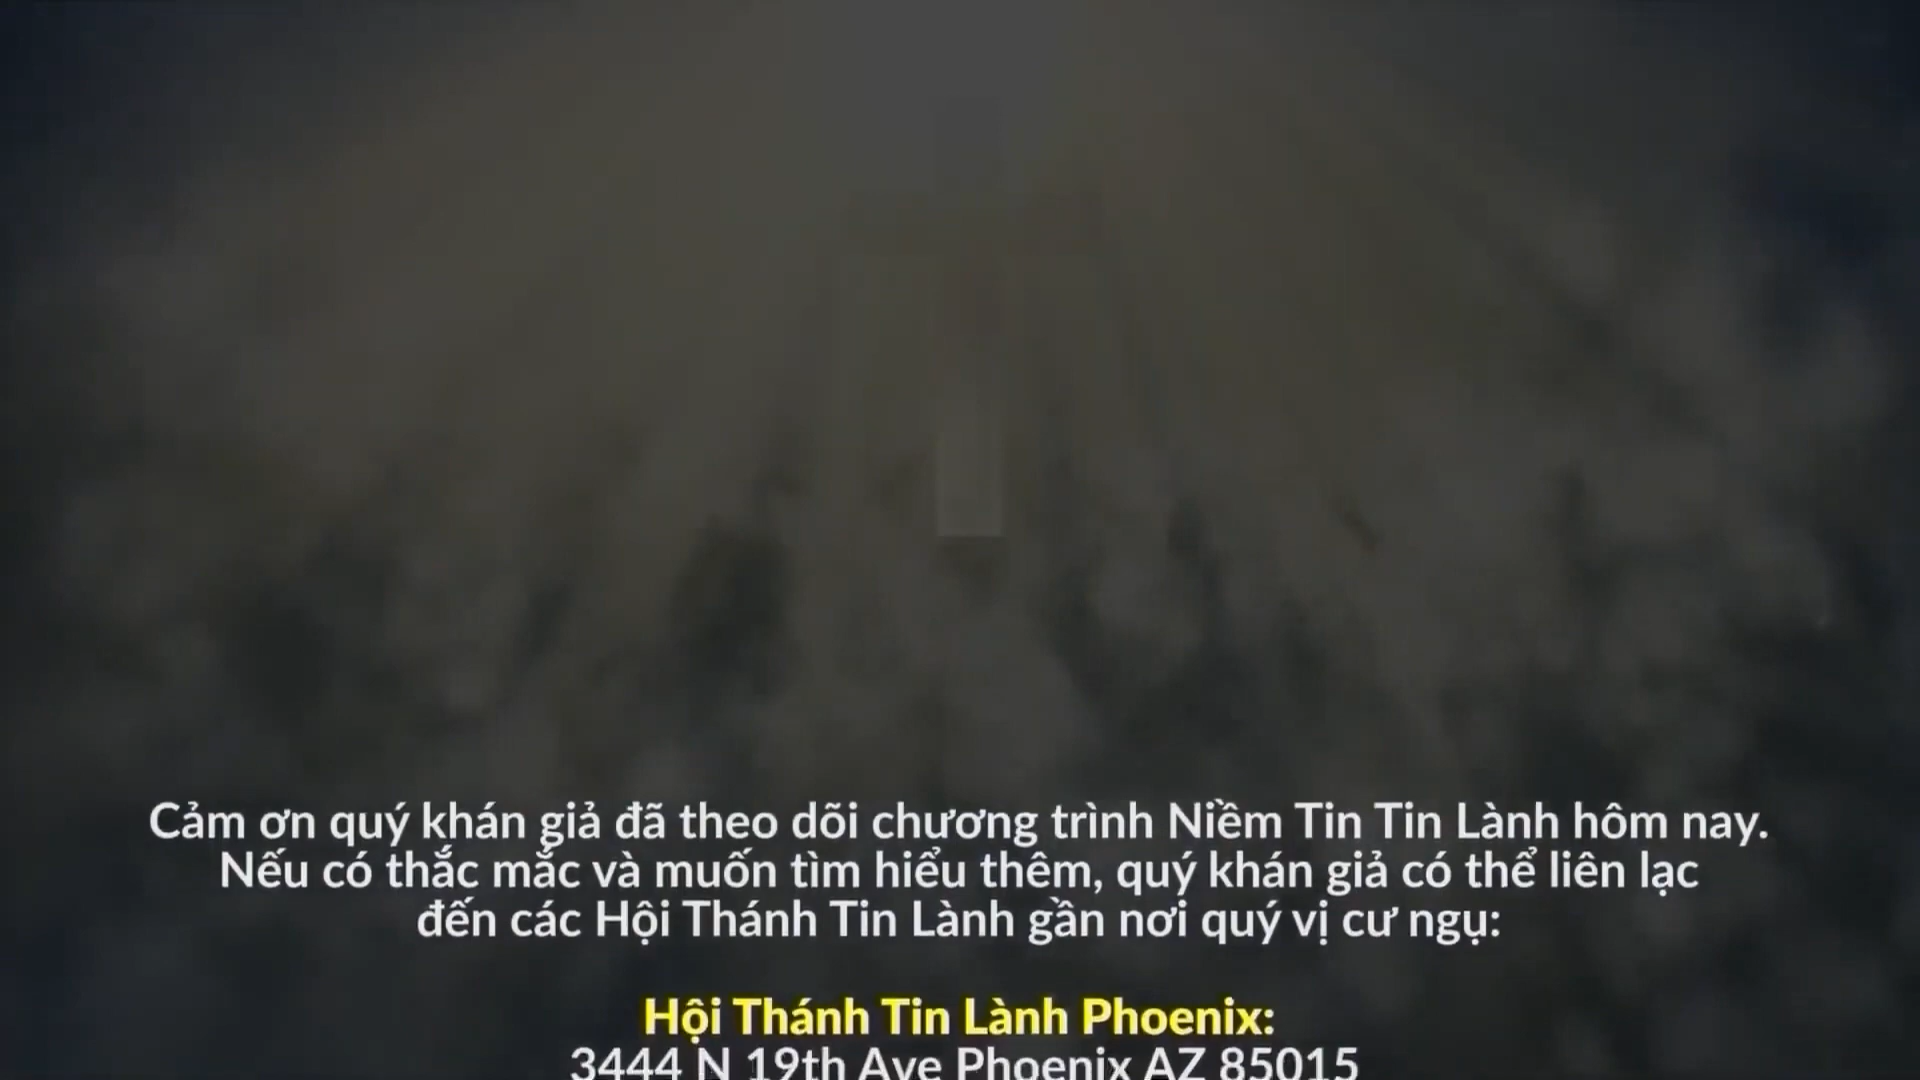 Cảm ơn quý khán giả đã theo dõi chương trình Niềm Tin Tin Lành hôm nay.
Nếu có thắc mắc và muốn tìm hiểu thêm, quý khán giả có thể liên lạc
đến các Hội Thánh Tin Lành gần nơi quý vị cư ngụ:
Hội Thánh Tin Lành Phoenix:
3444 N 19th Ave Phoenix AZ 85015